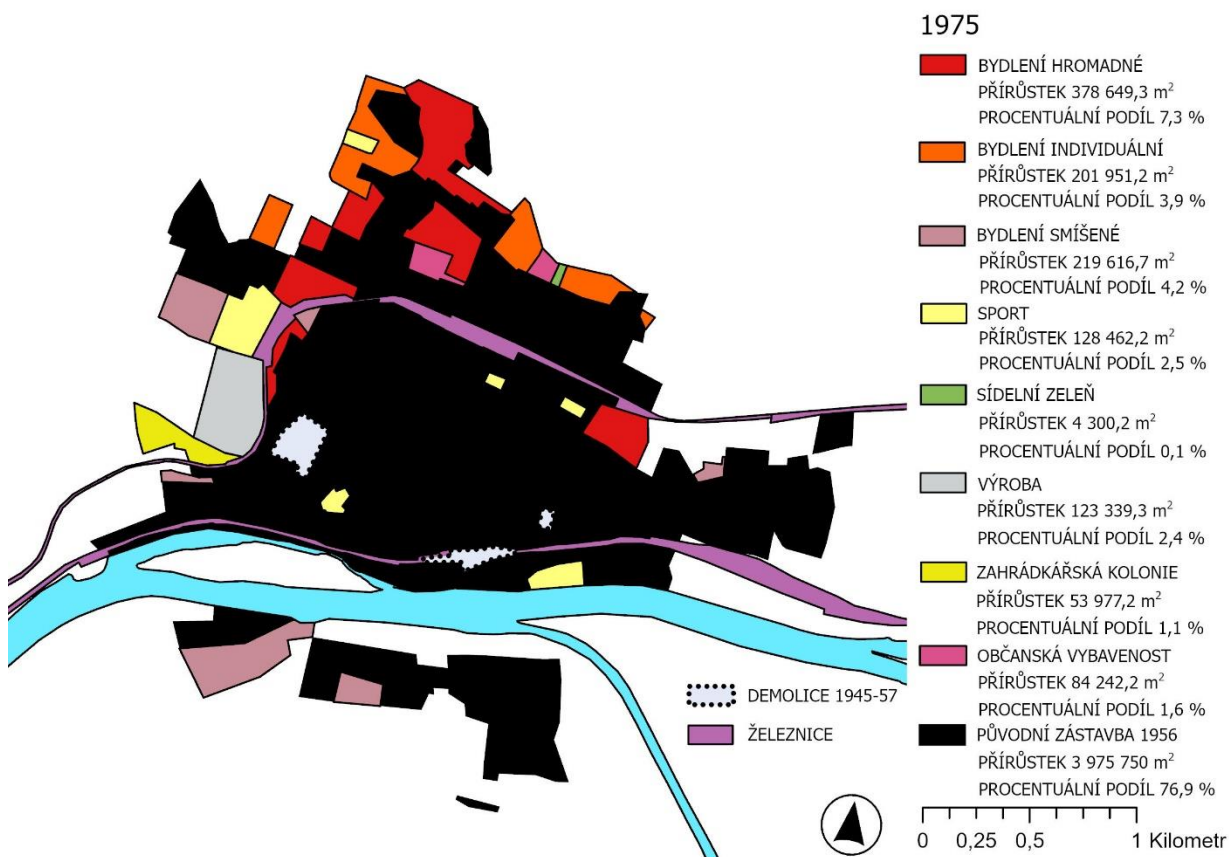 1975
BYDLENÍ HROMADNÉ
PŘÍRŮSTEK 378 649,3 m²
PROCENTUÁLNÍ PODÍL 7,3 %
BYDLENÍ INDIVIDUÁLNÍ
PŘÍRŮSTEK 201 951,2 m²
PROCENTUÁLNÍ PODÍL 3,9 %
BYDLENÍ SMÍŠENÉ
PŘÍRŮSTEK 219 616,7 m²
PROCENTUÁLNÍ PODÍL 4,2 %
SPORT
PŘÍRŮSTEK 128 462,2 m²
PROCENTUÁLNÍ PODÍL 2,5 %
SÍDELNÍ ZELEŇ
PŘÍRŮSTEK 4 300,2 m²
PROCENTUÁLNÍ PODÍL 0,1 %
VÝROBA
PŘÍRŮSTEK 123 339,3 m²
PROCENTUÁLNÍ PODÍL 2,4 %
ZAHRÁDKÁŘSKÁ KOLONIE
PŘÍRŮSTEK 53 977,2 m²
PROCENTUÁLNÍ PODÍL 1,1 %
OBČANSKÁ VYBAVENOST
PŘÍRŮSTEK 84 242,2 m²
PROCENTUÁLNÍ PODÍL 1,6 %
PŮVODNÍ ZÁSTAVBA 1956
PŘÍRŮSTEK 3 975 750 m²
PROCENTUÁLNÍ PODÍL 76,9 %
DEMOLICE 1945-57
ŽELEZNICE
0 0,25 0,5 1 Kilometr